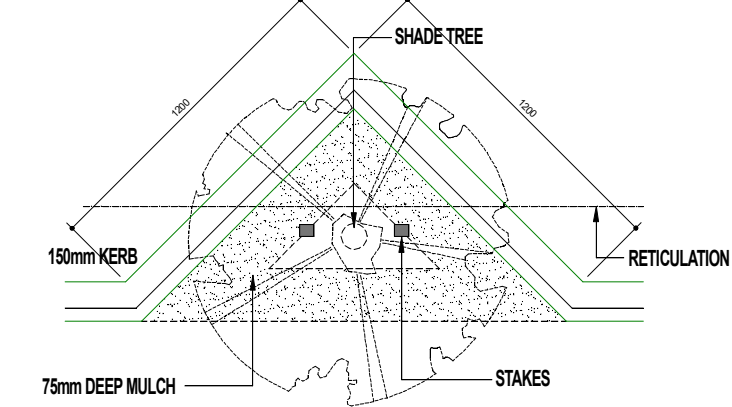 SHADE TREE
1200
1200
150mm KERB
RETICULATION
75mm DEEP MULCH
STAKES